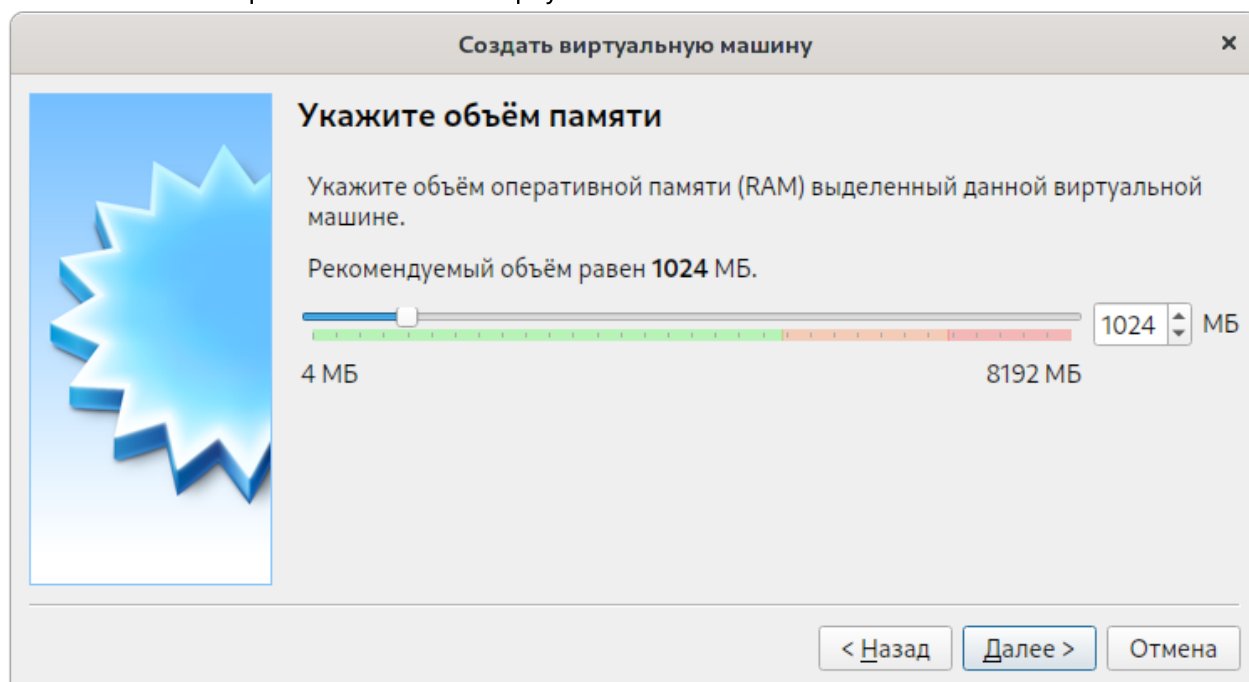 Создать виртуальную машину ×
Укажите объём памяти
Укажите объём оперативной памяти (RAM) выделенный данной виртуальной
машине.
Рекомендуемый объём равен 1024 МБ.
1024 МБ
4 МБ 8192 МБ
< Назад Далее > Отмена